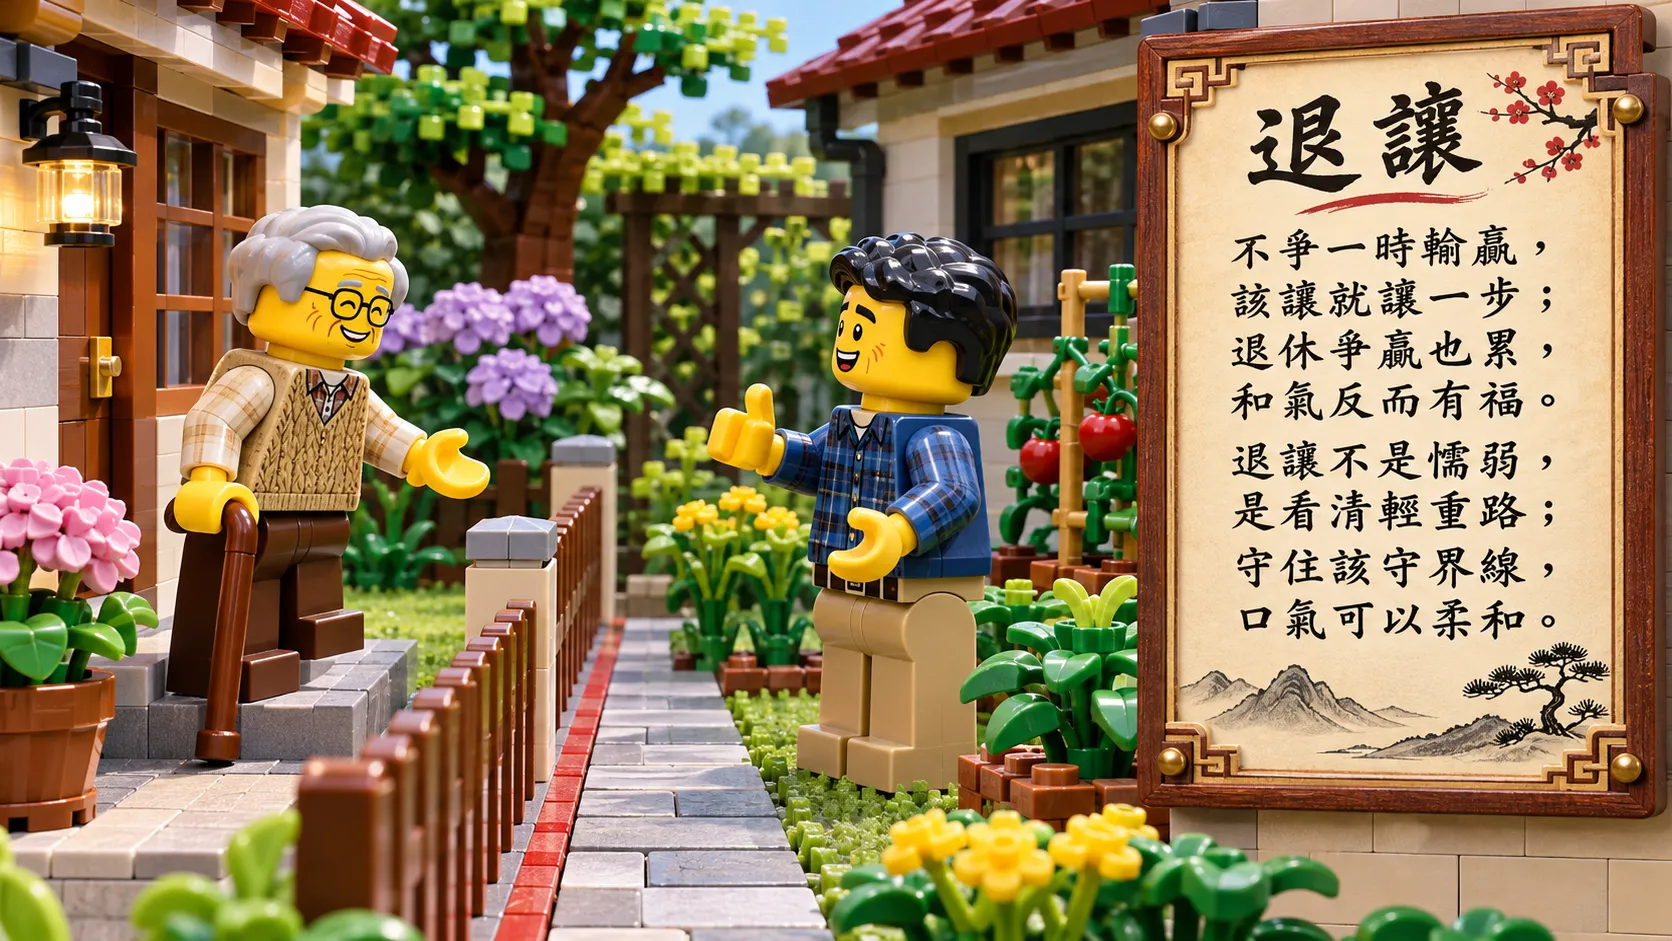 退讓
不爭一時輸贏，
該讓就讓一步；
退休爭贏也累，
和氣反而有福。
退讓不是懦弱，
是看清輕重路；
守住該守界線，
口氣可以柔和。